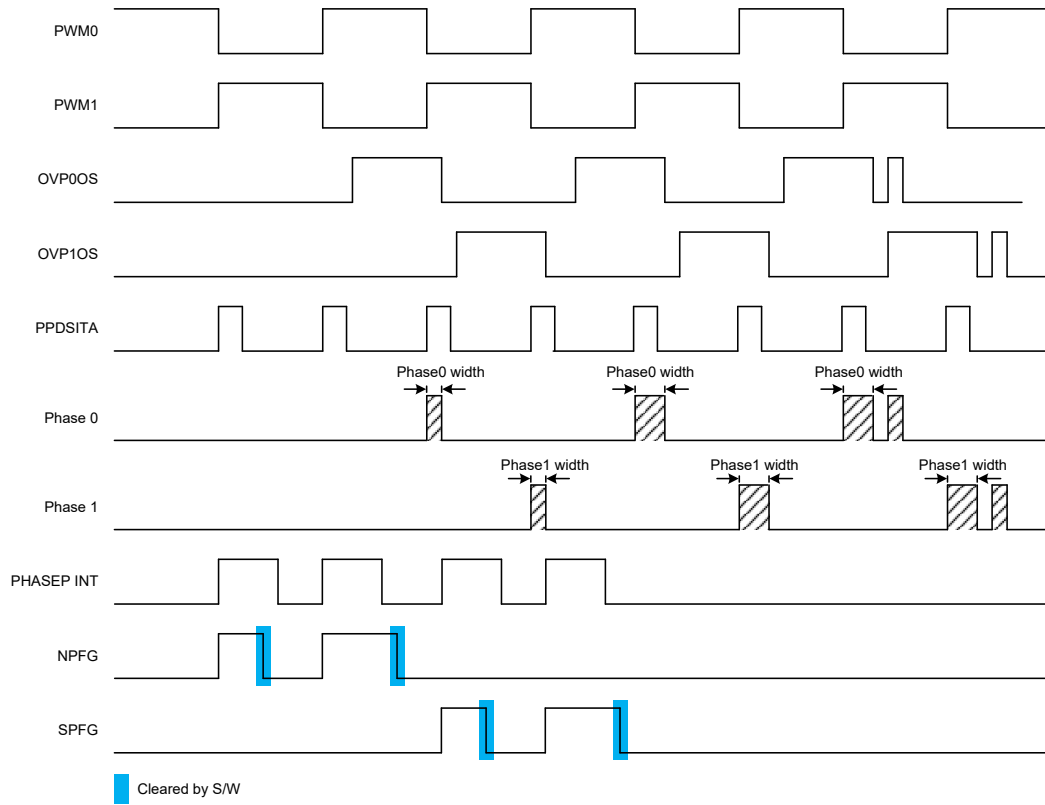 PWM0
PWM1
OVP0OS
OVP1OS
PPDSITA
Phase0 width Phase0 width Phase0 width
Phase 0
Phase1 width Phase1 width Phase1 width
Phase 1
PHASEP INT
NPFG
SPFG
Cleared by S/W